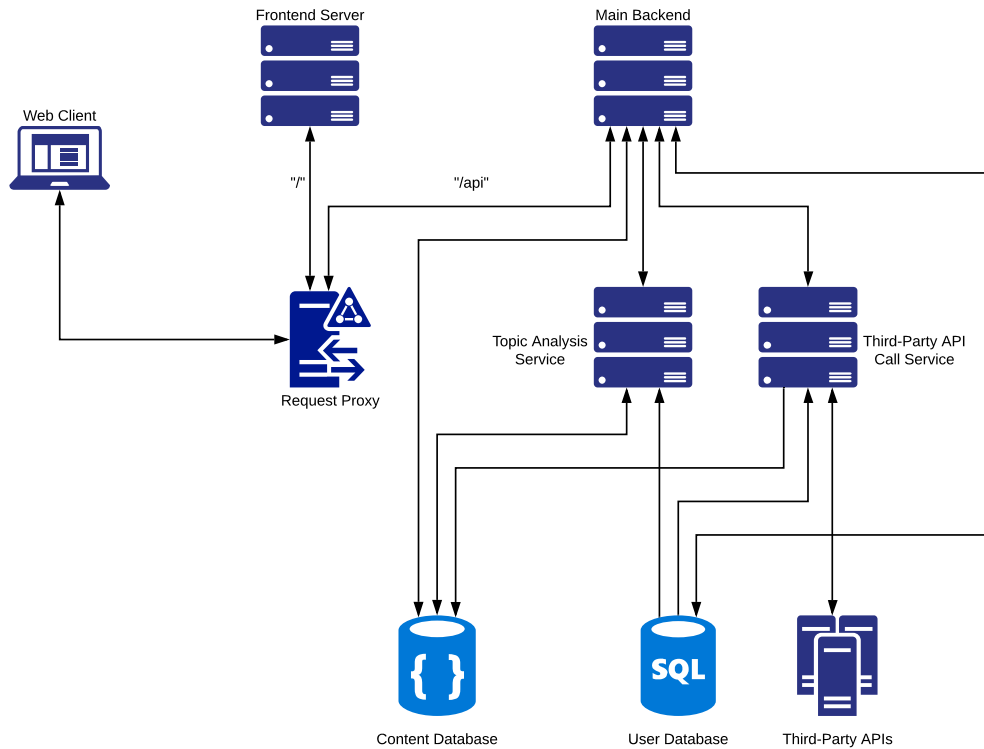 Frontend Server
Main Backend
Web Client
"/"
"/api"
Topic Analysis
Service
Third-Party API
Call Service
Request Proxy
{ }
SQL
Content Database
User Database
Third-Party APIs